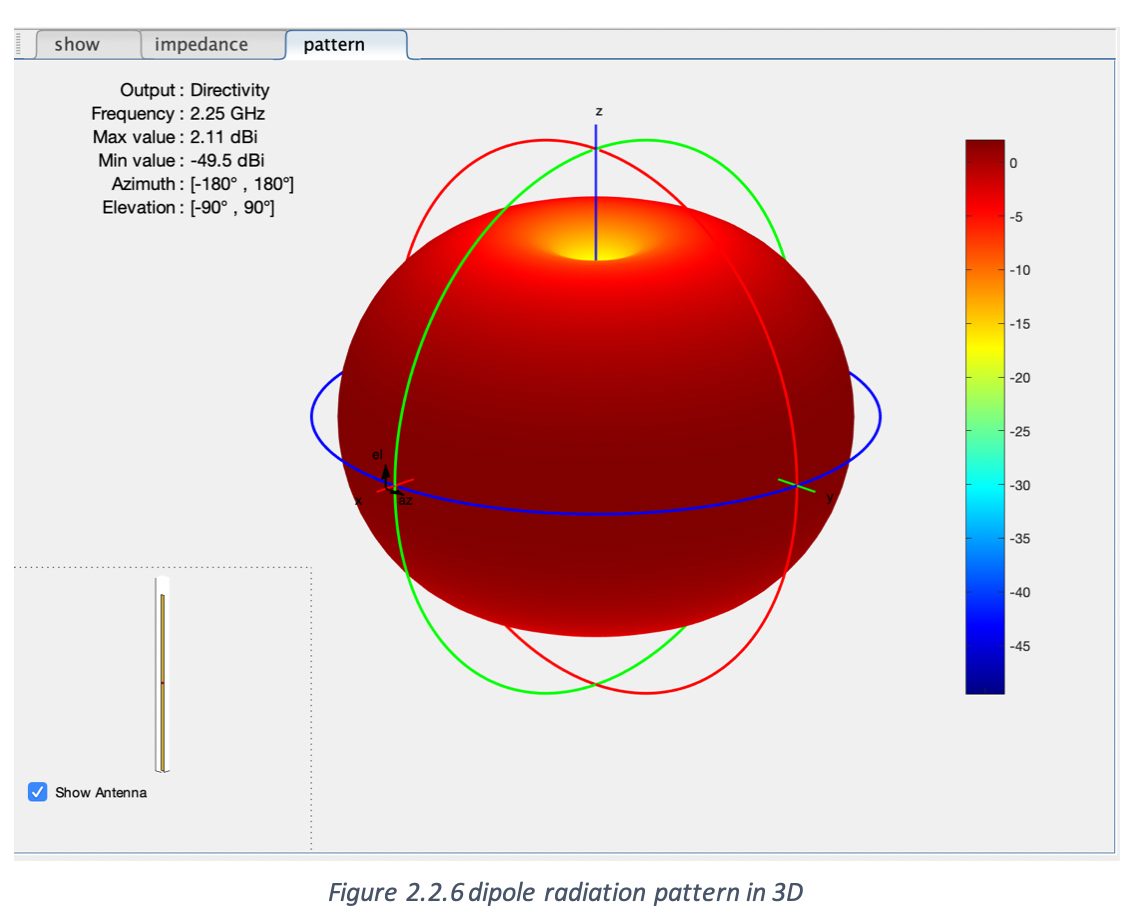 show impedance pattern
Output : Directivity
Frequency : 2.25 GHz
Max value : 2.11 dBi
Min value : -49.5 dBi
Azimuth : [-180° , 180°]
Elevation : [-90° , 90°]
z
0
-5
-10
-15
-20
-25
-30
-35
-40
-45
el
x
az
y
Show Antenna
Figure 2.2.6 dipole radiation pattern in 3D